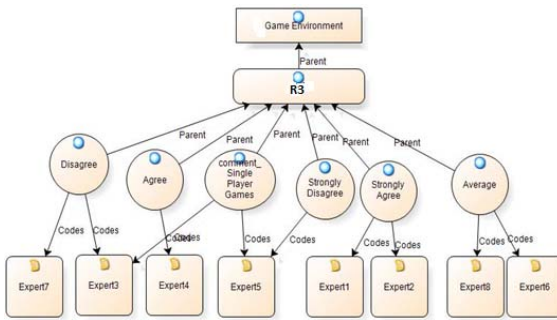 Game Environment
Parent
R3
Parent
Parent
Parent
Parent
Parent
Parent
Disagree
Agree
comment_
Single
Player
Games
Strongly
Disagree
Strongly
Agree
Average
Codes
Codes
Codes
Codes
Codes
Codes
Codes
Codes
Codes
Codes
Expert7
Expert3
Expert4
Expert5
Expert1
Expert2
Expert8
Expert6